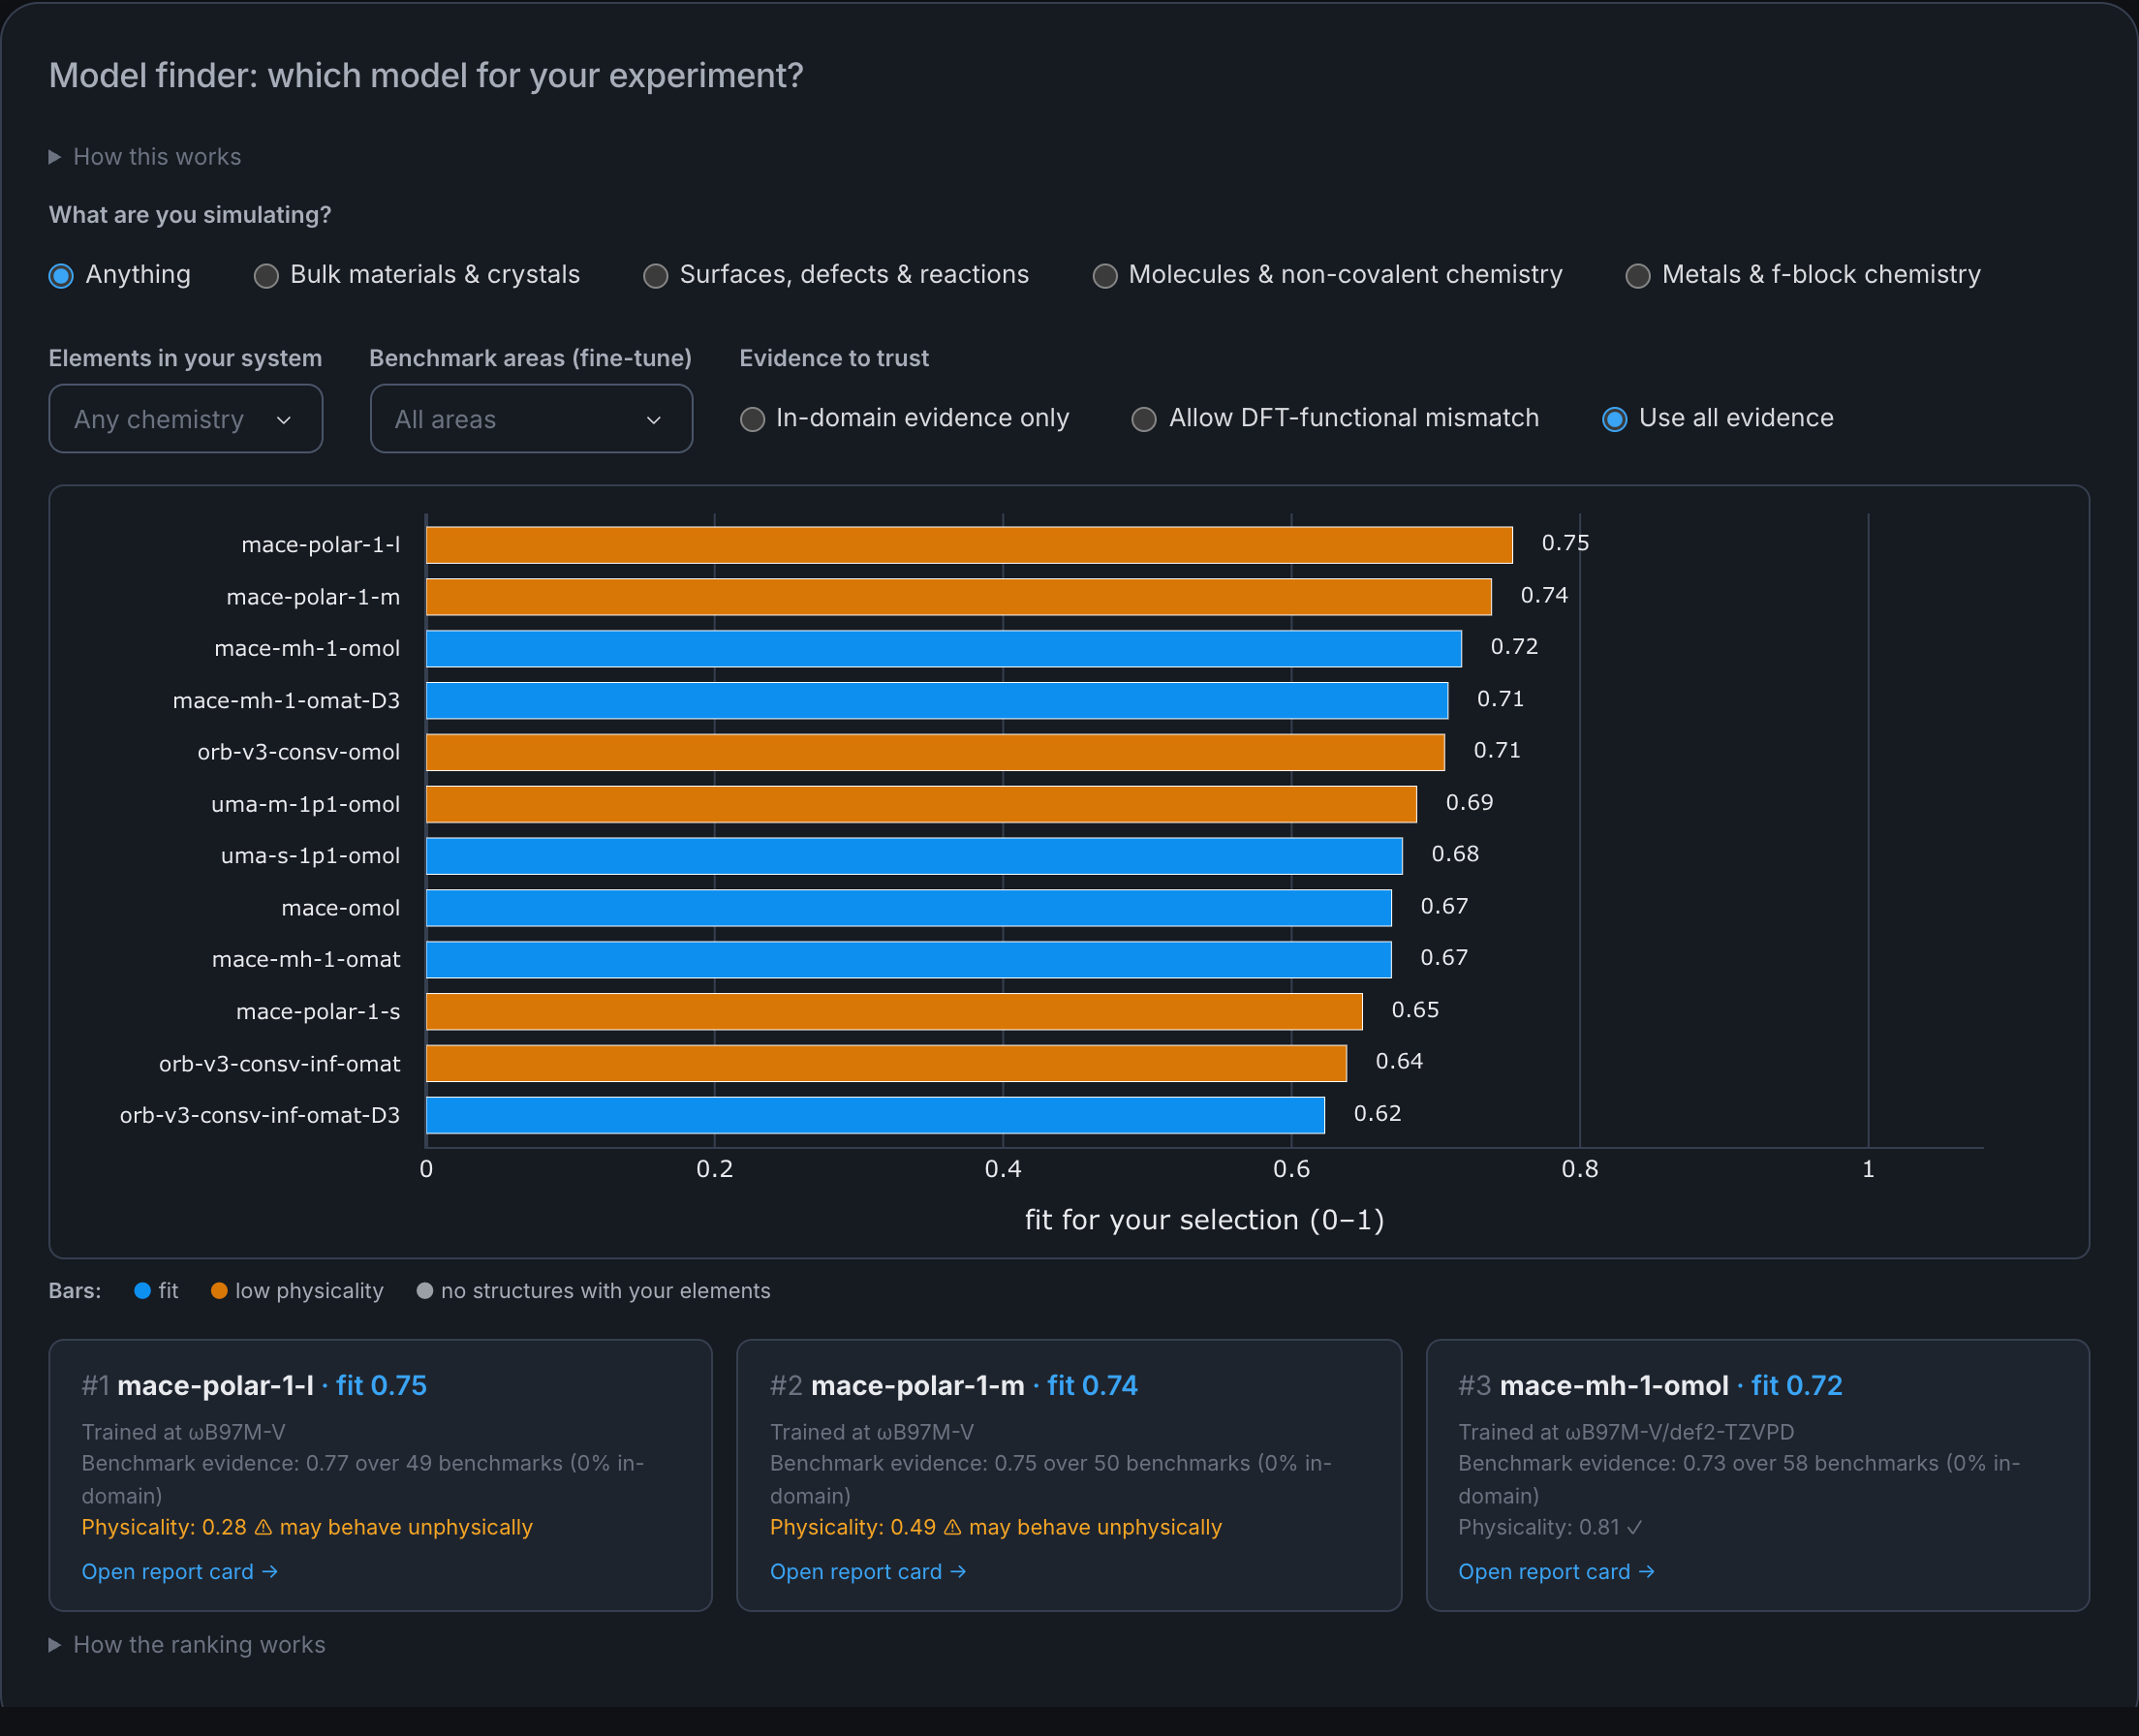 Model finder: which model for your experiment?
How this works
What are you simulating?
Anything
Bulk materials & crystals
Surfaces, defects & reactions
Molecules & non-covalent chemistry
Metals & f-block chemistry
Elements in your system
Benchmark areas (fine-tune)
Evidence to trust
Any chemistry
All areas
In-domain evidence only
Allow DFT-functional mismatch
Use all evidence
mace-polar-1-l 0.75
mace-polar-1-m 0.74
mace-mh-1-omol 0.72
mace-mh-1-omat-D3 0.71
orb-v3-consv-omol 0.71
uma-m-1p1-omol 0.69
uma-s-1p1-omol 0.68
mace-omol 0.67
mace-mh-1-omat 0.67
mace-polar-1-s 0.65
orb-v3-consv-inf-omat 0.64
orb-v3-consv-inf-omat-D3 0.62
0 0.2 0.4 0.6 0.8 1
fit for your selection (0–1)
Bars: fit low physicality no structures with your elements
#1 mace-polar-1-l · fit 0.75
Trained at ωB97M-V
Benchmark evidence: 0.77 over 49 benchmarks (0% in-
domain)
Physicality: 0.28 ⚠ may behave unphysically
Open report card →
#2 mace-polar-1-m · fit 0.74
Trained at ωB97M-V
Benchmark evidence: 0.75 over 50 benchmarks (0% in-
domain)
Physicality: 0.49 ⚠ may behave unphysically
Open report card →
#3 mace-mh-1-omol · fit 0.72
Trained at ωB97M-V/def2-TZVPD
Benchmark evidence: 0.73 over 58 benchmarks (0% in-
domain)
Physicality: 0.81 ✓
Open report card →
How the ranking works